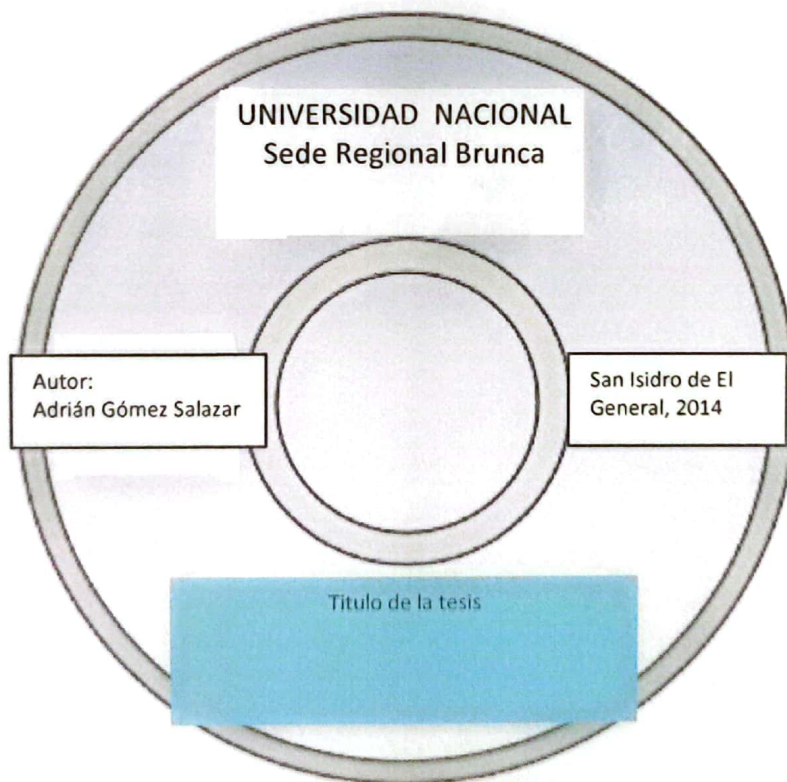 UNIVERSIDAD NACIONAL
Sede Regional Brunca
Autor:
Adrián Gómez Salazar
San Isidro de El
General, 2014
Titulo de la tesis